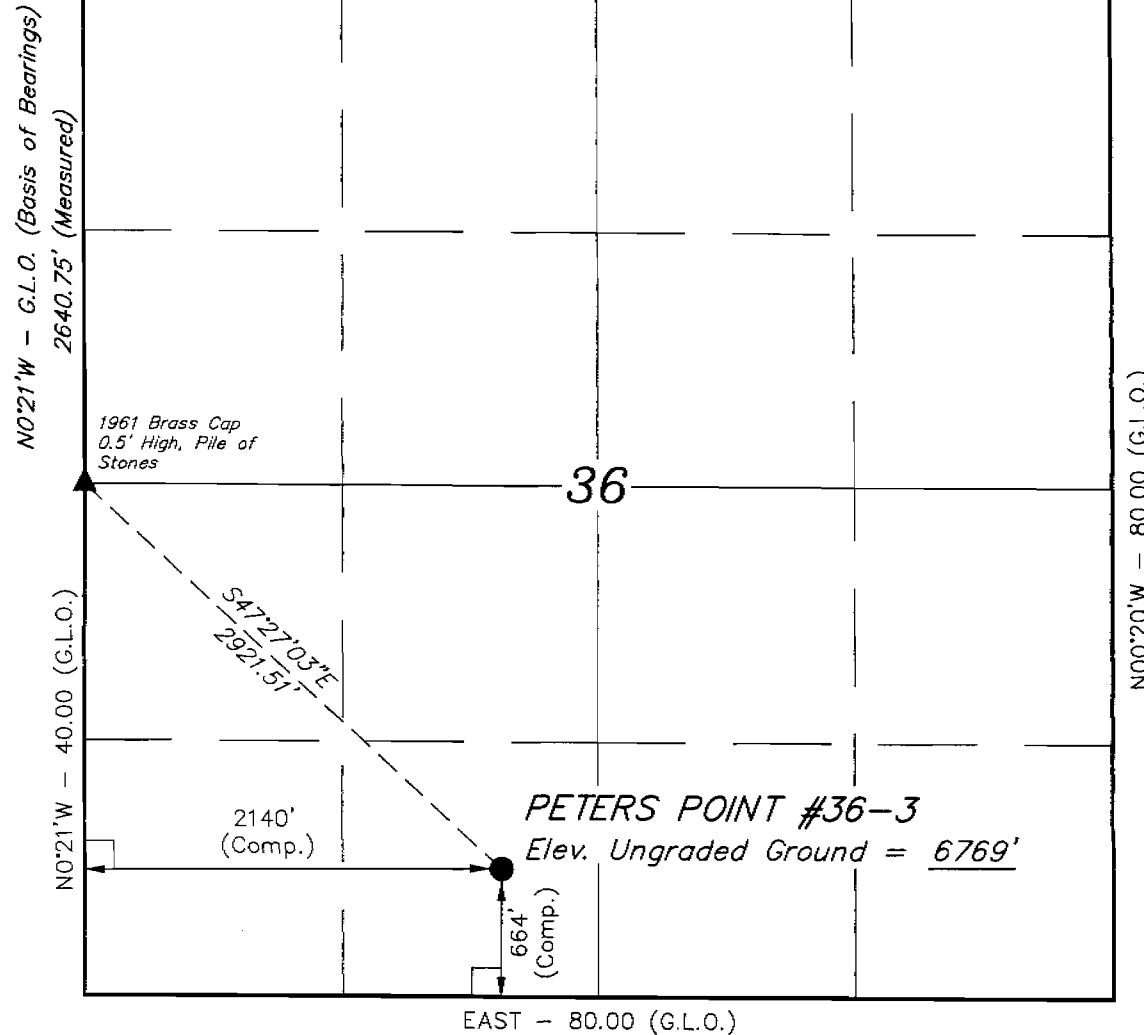 N0°21'W – G.L.O. (Basis of Bearings)
2640.75' (Measured)
1961 Brass Cap
0.5' High, Pile of
Stones
36
N00°20'W – 80.00 (G.L.O.)
S47°27'03"E
2921.51'
N0°21'W – 40.00 (G.L.O.)
2140'
(Comp.)
PETERS POINT #36-3
Elev. Ungraded Ground = 6769'
664'
(Comp.)
EAST – 80.00 (G.L.O.)